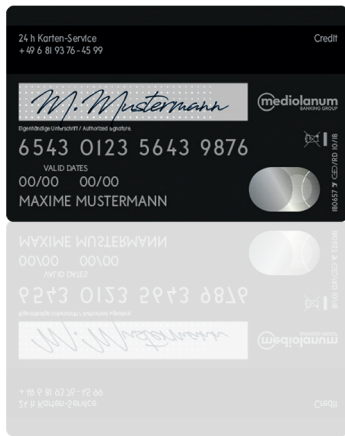 24 h Karten-Service
+49 6 81 93 76 - 45 99
Credit
M. Mustermann
mediolanum
BANKING GROUP
Eigenhändige Unterschrift / Authorized signature
6543 0123 5643 9876
VALID DATES
00/00 00/00
MAXIME MUSTERMANN